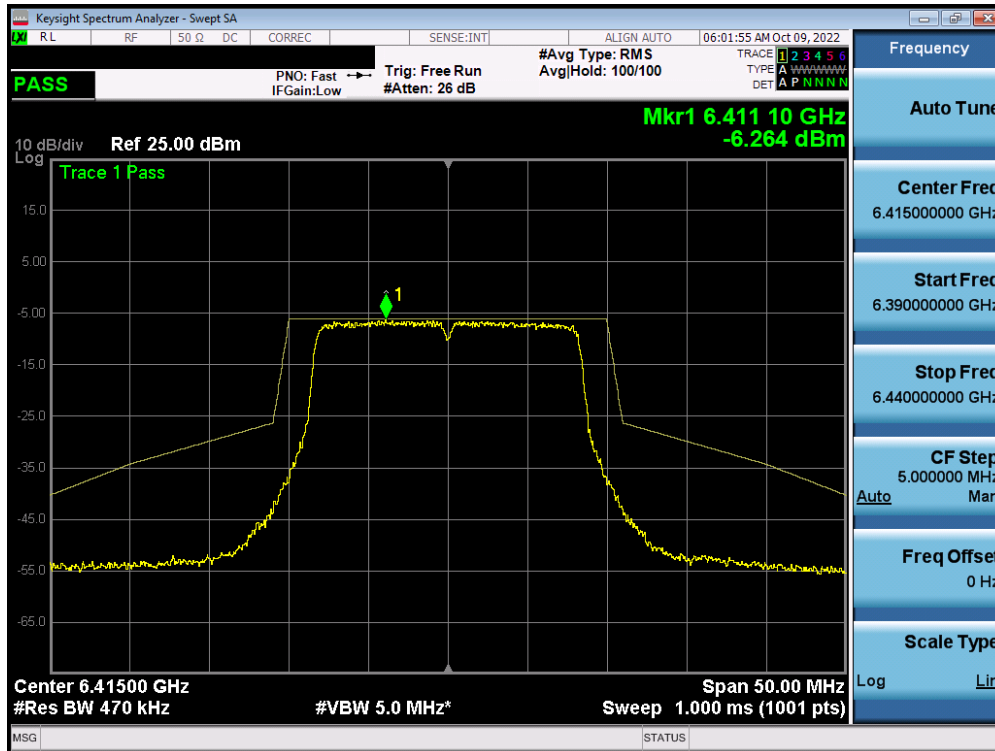 Keysight Spectrum Analyzer - Swept SA
LXI RL RF 50 Ω DC CORREC SENSE:INT ALIGN AUTO 06:01:55 AM Oct 09, 2022
PASS
PNO: Fast
IFGain:Low
Trig: Free Run
#Atten: 26 dB
#Avg Type: RMS
Avg|Hold: 100/100
TRACE 1 2 3 4 5 6
TYPE A WWWWW
DET A P N N N N
Mkr1 6.411 10 GHz
-6.264 dBm
10 dB/div Ref 25.00 dBm
Log
Trace 1 Pass
1
15.0
5.00
-5.00
-15.0
-25.0
-35.0
-45.0
-55.0
-65.0
Center 6.41500 GHz Span 50.00 MHz
#Res BW 470 kHz #VBW 5.0 MHz* Sweep 1.000 ms (1001 pts)
MSG STATUS
Frequency
Auto Tune
Center Freq
6.415000000 GHz
Start Freq
6.390000000 GHz
Stop Freq
6.440000000 GHz
CF Step
5.000000 MHz
Auto Man
Freq Offset
0 Hz
Scale Type
Log Lin